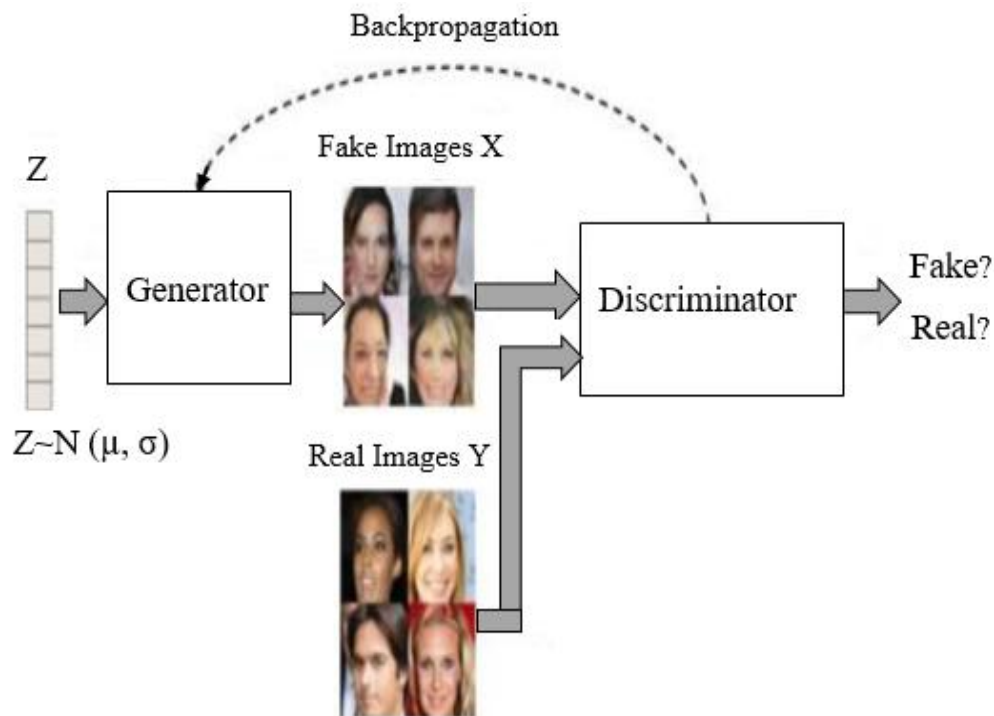 Backpropagation
Fake Images X
Z
Generator
Discriminator
Fake?
Real?
Z~N (μ, σ)
Real Images Y